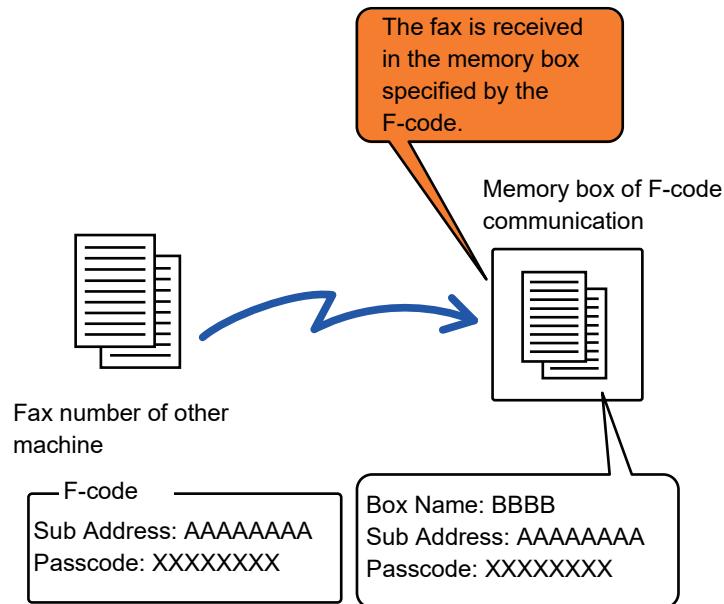 The fax is received
in the memory box
specified by the
F-code.
Memory box of F-code
communication
Fax number of other
machine
F-code
Sub Address: AAAAAAAA
Passcode: XXXXXXXX
Box Name: BBBB
Sub Address: AAAAAAAA
Passcode: XXXXXXXX